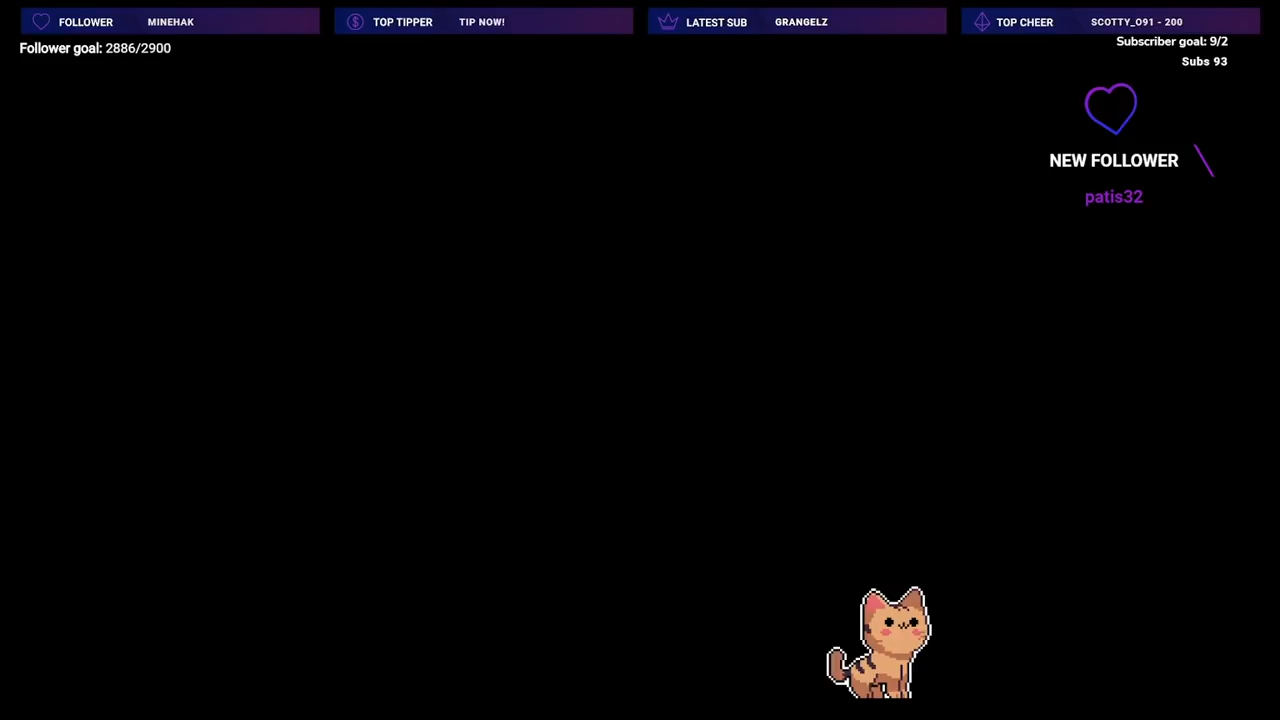 FOLLOWER MINEHAK
TOP TIPPER TIP NOW!
LATEST SUB GRANGELZ
TOP CHEER SCOTTY_091 - 200
Follower goal: 2886/2900
Subscriber goal: 9/2
Subs 93
NEW FOLLOWER
patis32